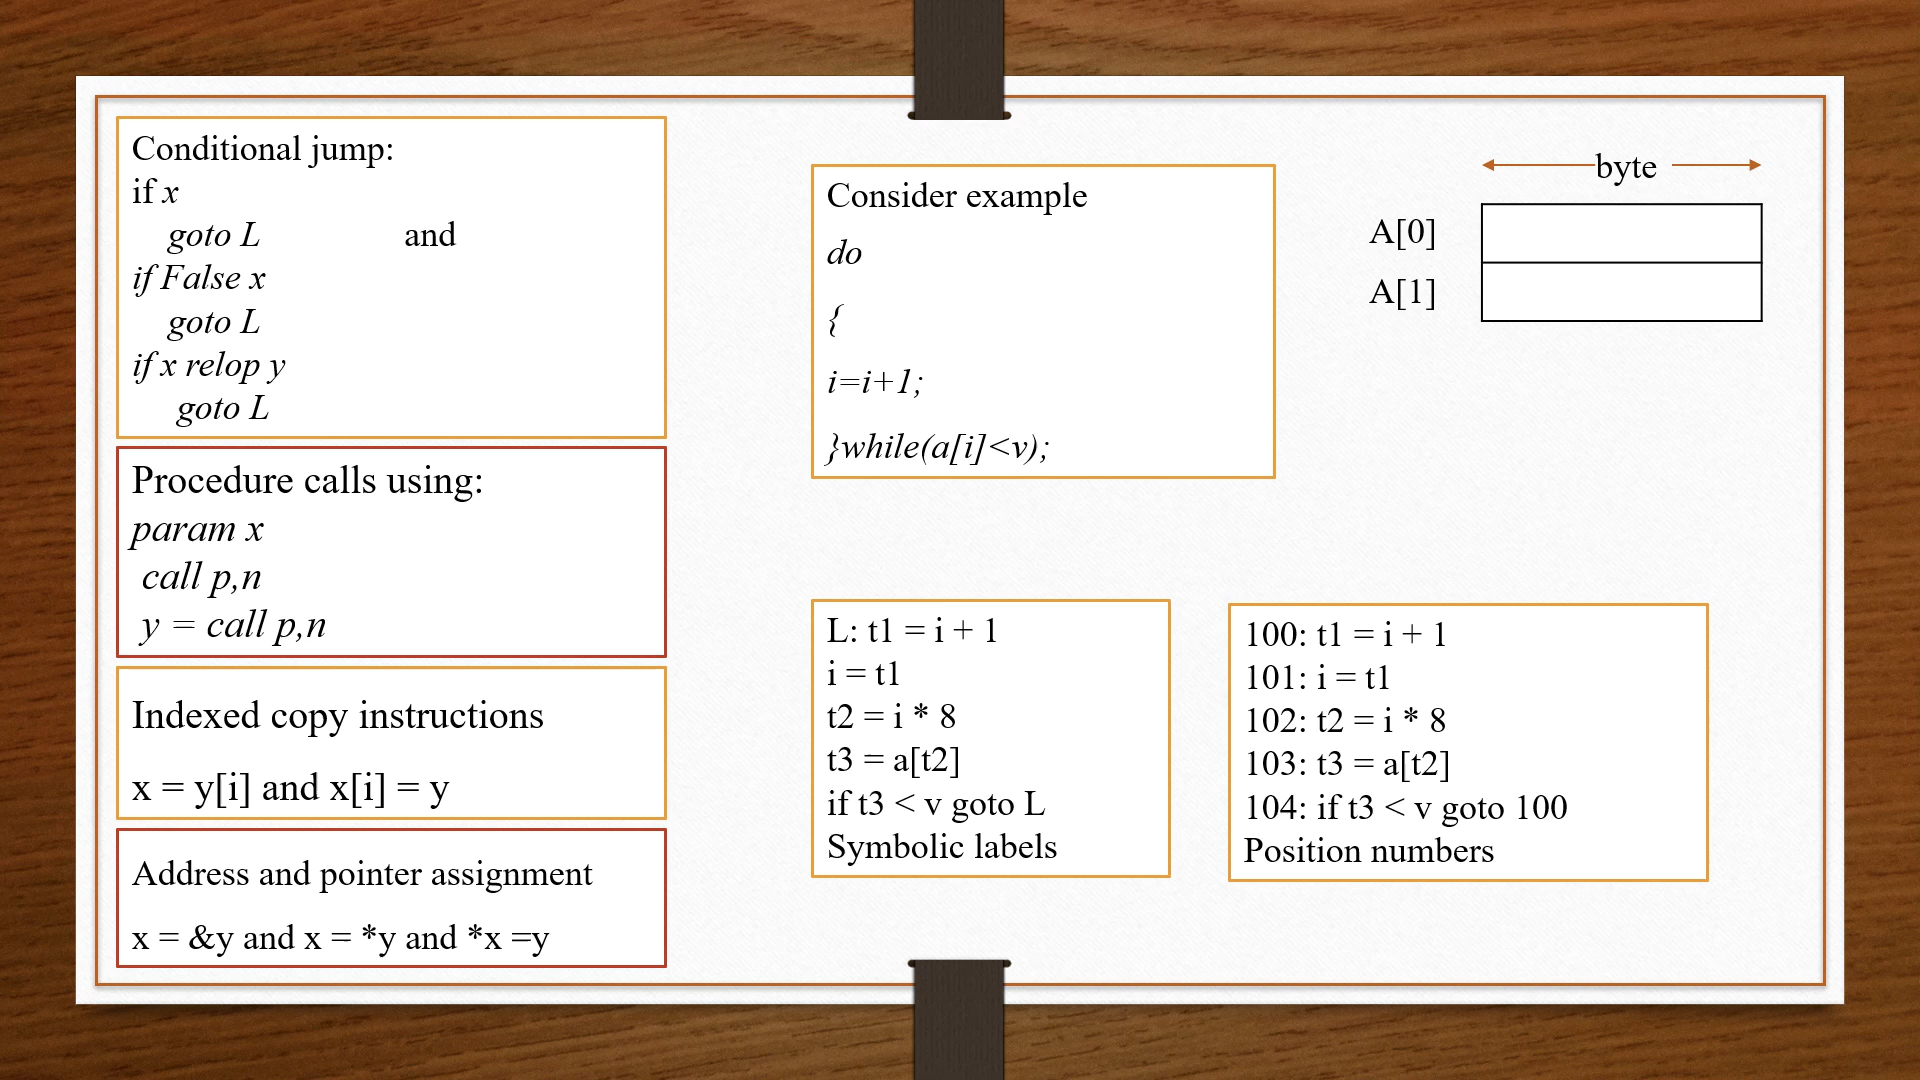 Conditional jump:
if x
goto L and
if False x
goto L
if x relop y
goto L
Procedure calls using:
param x
call p,n
y = call p,n
Indexed copy instructions
x = y[i] and x[i] = y
Address and pointer assignment
x = &y and x = *y and *x =y
Consider example
do
{
i=i+1;
}while(a[i]<v);
byte
A[0]
A[1]
L: t1 = i + 1
i = t1
t2 = i * 8
t3 = a[t2]
if t3 < v goto L
Symbolic labels
100: t1 = i + 1
101: i = t1
102: t2 = i * 8
103: t3 = a[t2]
104: if t3 < v goto 100
Position numbers